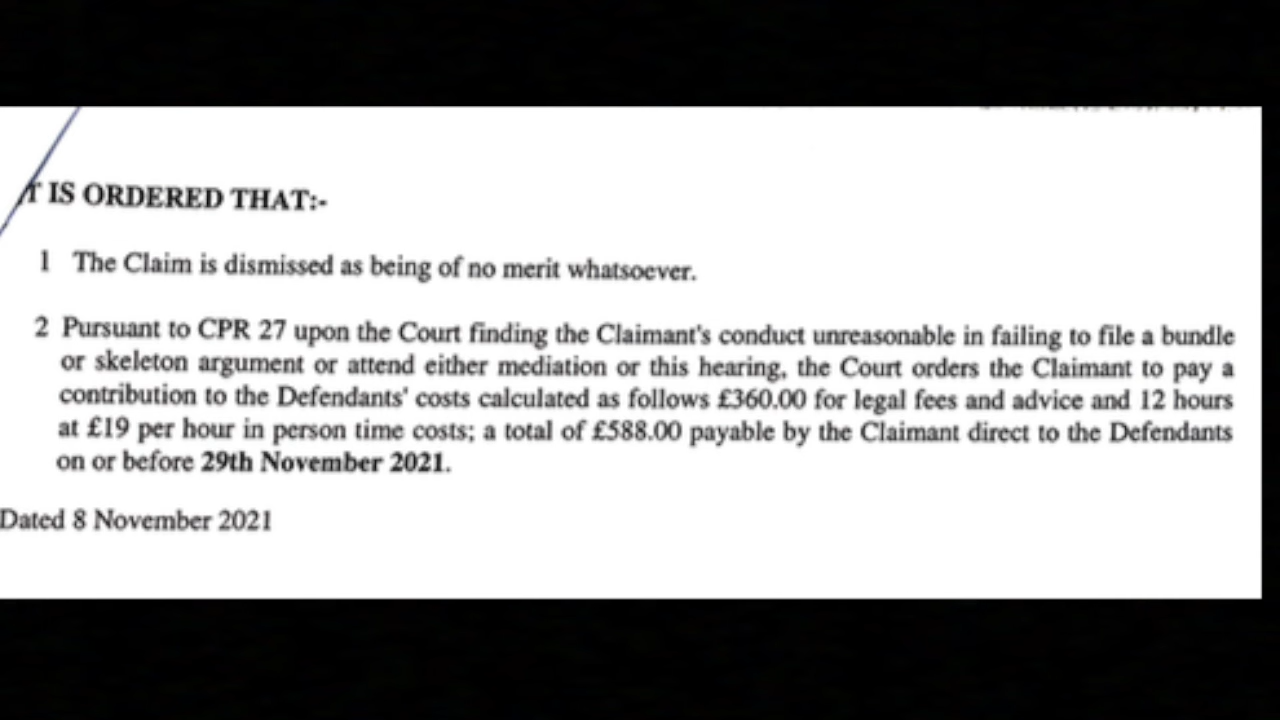 T IS ORDERED THAT:-
1 The Claim is dismissed as being of no merit whatsoever.
2 Pursuant to CPR 27 upon the Court finding the Claimant's conduct unreasonable in failing to file a bundle
or skeleton argument or attend either mediation or this hearing, the Court orders the Claimant to pay a
contribution to the Defendants' costs calculated as follows £360.00 for legal fees and advice and 12 hours
at £19 per hour in person time costs; a total of £588.00 payable by the Claimant direct to the Defendants
on or before 29th November 2021.
Dated 8 November 2021